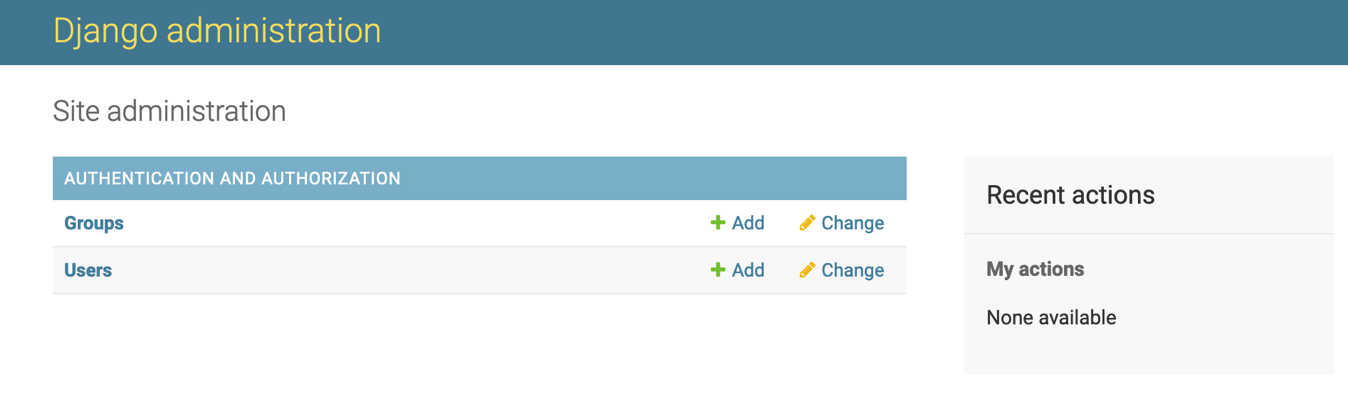 Django administration
Site administration
AUTHENTICATION AND AUTHORIZATION
Groups Add Change
Users Add Change
Recent actions
My actions
None available